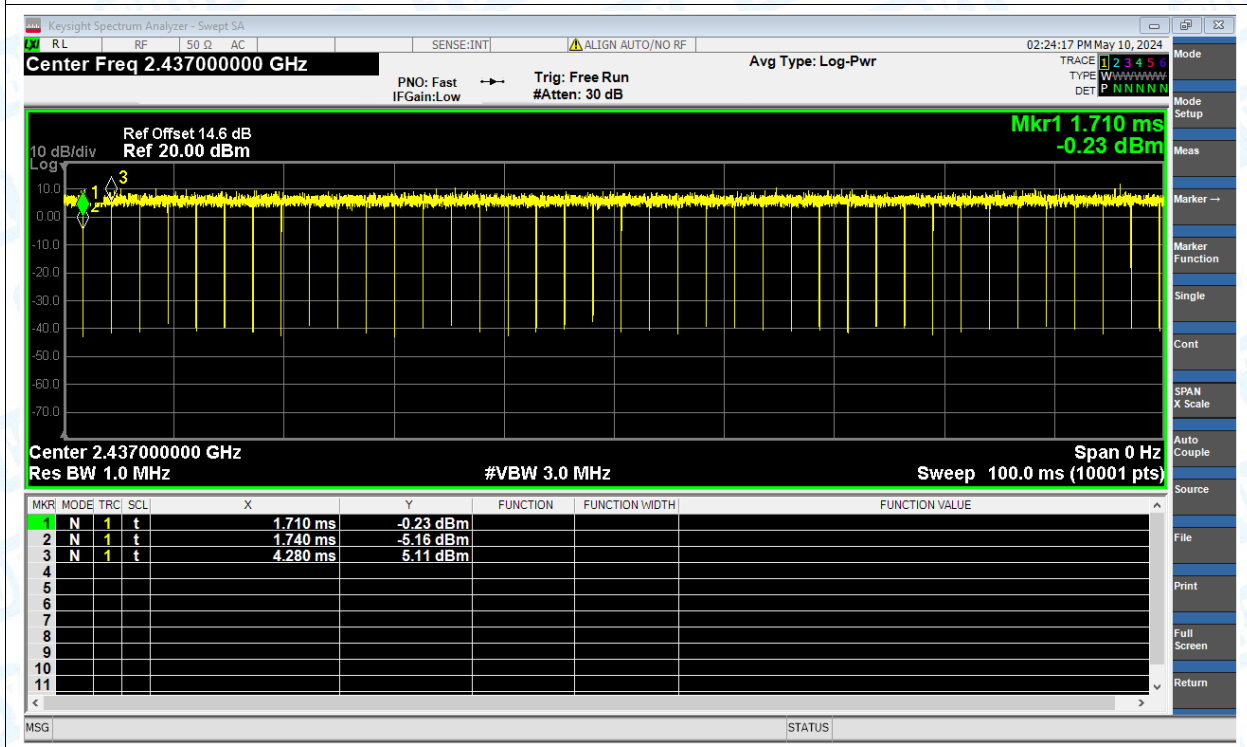 Keysight Spectrum Analyzer - Swept SA
LXI RL RF 50 Ω AC SENSE:INT ALIGN AUTO/NO RF 02:24:17 PM May 10, 2024
Center Freq 2.437000000 GHz Avg Type: Log-Pwr TRACE 1 2 3 4 5 6
PNO: Fast Trig: Free Run TYPE WWWWWW
IFGain:Low #Atten: 30 dB DET P N N N N N
Ref Offset 14.6 dB Mkr1 1.710 ms
10 dB/div Ref 20.00 dBm -0.23 dBm
Log
10.0
0.00
-10.0
-20.0
-30.0
-40.0
-50.0
-60.0
-70.0
1
2
3
Center 2.437000000 GHz Span 0 Hz
Res BW 1.0 MHz #VBW 3.0 MHz Sweep 100.0 ms (10001 pts)
MKR MODE TRC SCL X Y FUNCTION FUNCTION WIDTH FUNCTION VALUE
1 N 1 t 1.710 ms -0.23 dBm
2 N 1 t 1.740 ms -5.16 dBm
3 N 1 t 4.280 ms 5.11 dBm
4
5
6
7
8
9
10
11
MSG STATUS
Mode
Mode
Setup
Meas
Marker→
Marker
Function
Single
Cont
SPAN
X Scale
Auto
Couple
Source
File
Print
Full
Screen
Return